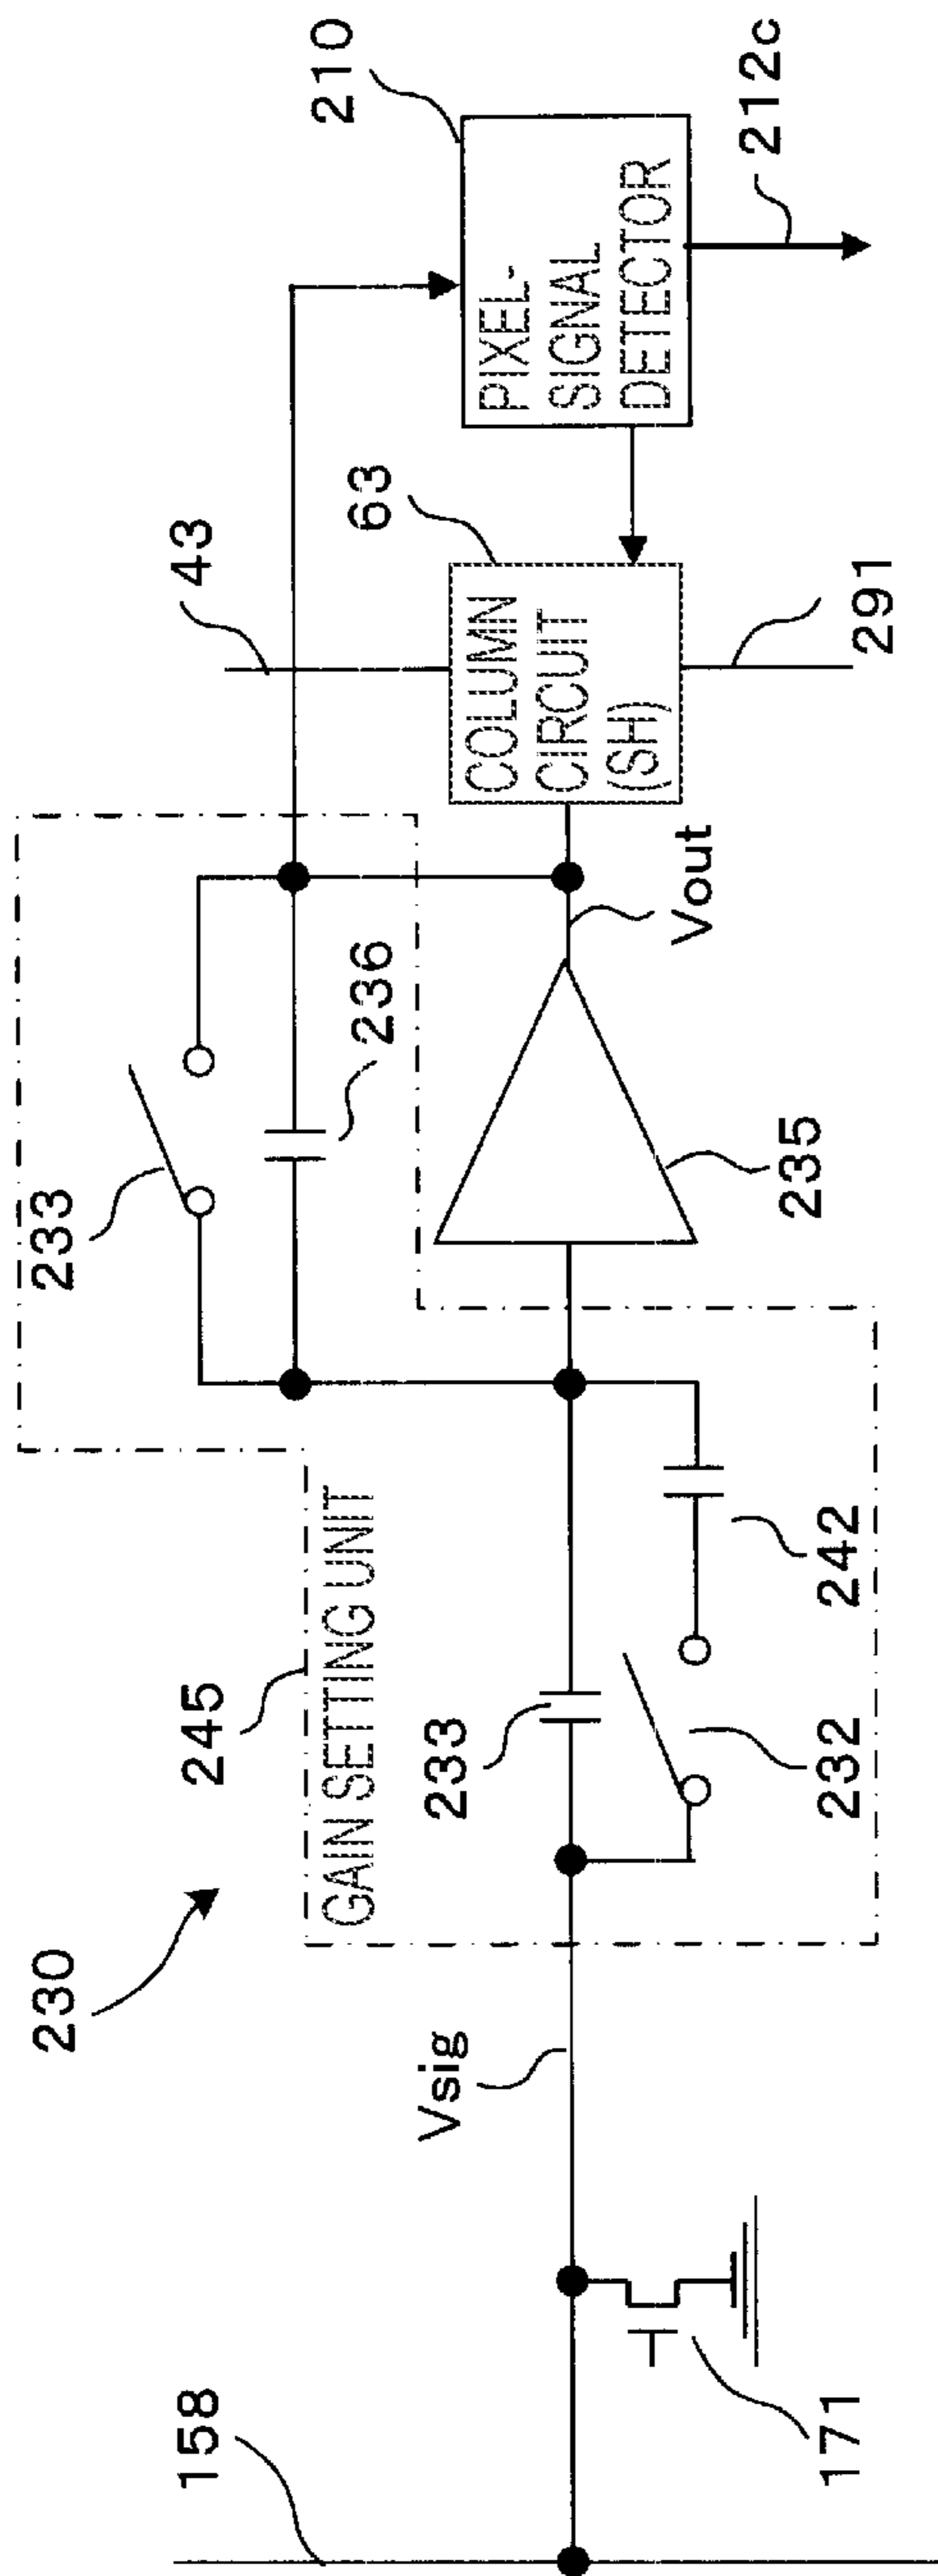 230
245
GAIN SETTING UNIT
233
236
43
210
PIXEL-
SIGNAL
DETECTOR
63
COLUMN
CIRCUIT
(SH)
212c
291
Vout
235
233
232
242
Vsig
158
171